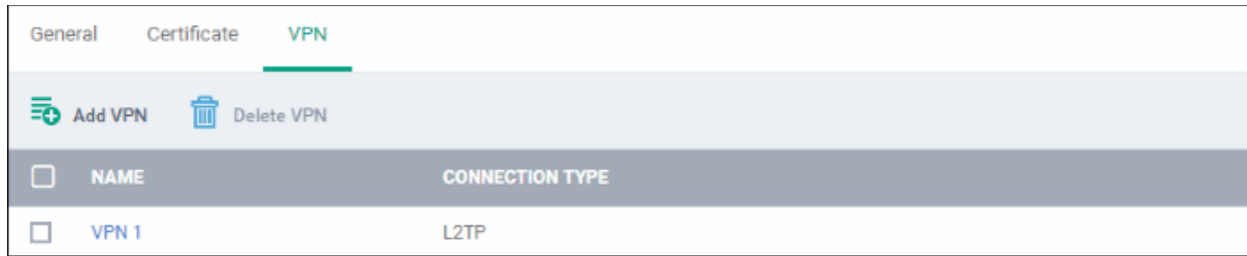 General Certificate VPN
Add VPN Delete VPN
NAME CONNECTION TYPE
VPN 1 L2TP